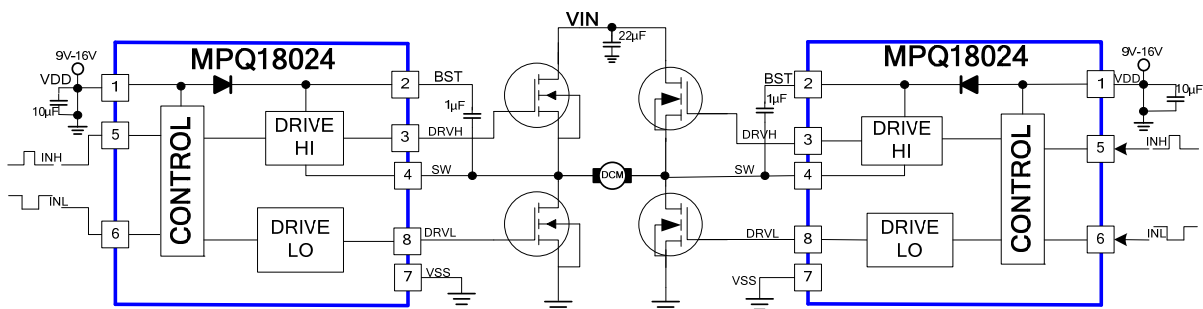 VIN
22µF
MPQ18024
9V-16V
VDD
10µF
1
2
BST
1µF
5
INH
CONTROL
DRIVE
HI
3
DRVH
4
SW
INL
6
DRIVE
LO
8
DRVL
7
VSS
DCM
MPQ18024
9V-16V
VDD
10µF
BST
2
1
1µF
DRVH
3
DRIVE
HI
CONTROL
5
INH
SW
4
DRVL
8
DRIVE
LO
6
INL
VSS
7